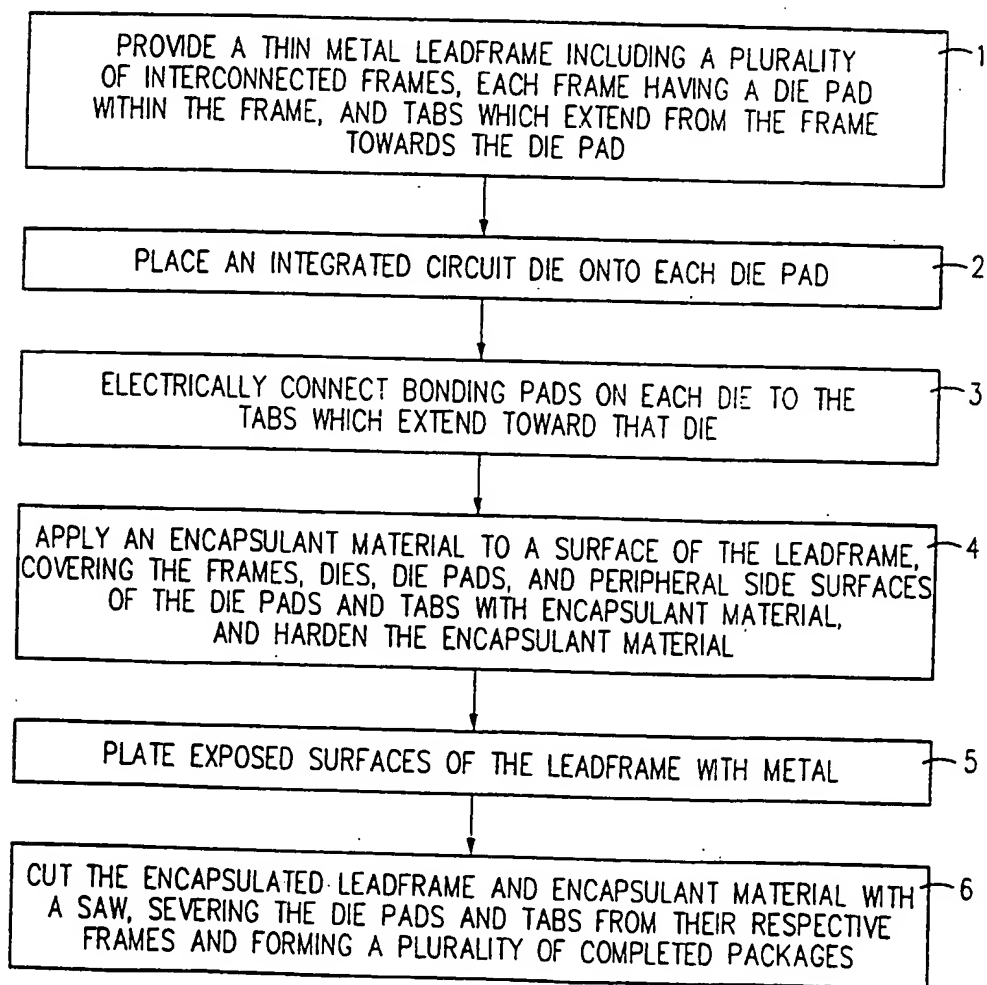 PROVIDE A THIN METAL LEADFRAME INCLUDING A PLURALITY
OF INTERCONNECTED FRAMES, EACH FRAME HAVING A DIE PAD
WITHIN THE FRAME, AND TABS WHICH EXTEND FROM THE FRAME
TOWARDS THE DIE PAD
1
PLACE AN INTEGRATED CIRCUIT DIE ONTO EACH DIE PAD
2
ELECTRICALLY CONNECT BONDING PADS ON EACH DIE TO THE
TABS WHICH EXTEND TOWARD THAT DIE
3
APPLY AN ENCAPSULANT MATERIAL TO A SURFACE OF THE LEADFRAME,
COVERING THE FRAMES, DIES, DIE PADS, AND PERIPHERAL SIDE SURFACES
OF THE DIE PADS AND TABS WITH ENCAPSULANT MATERIAL,
AND HARDEN THE ENCAPSULANT MATERIAL
4
PLATE EXPOSED SURFACES OF THE LEADFRAME WITH METAL
5
CUT THE ENCAPSULATED LEADFRAME AND ENCAPSULANT MATERIAL WITH
A SAW, SEVERING THE DIE PADS AND TABS FROM THEIR RESPECTIVE
FRAMES AND FORMING A PLURALITY OF COMPLETED PACKAGES
6